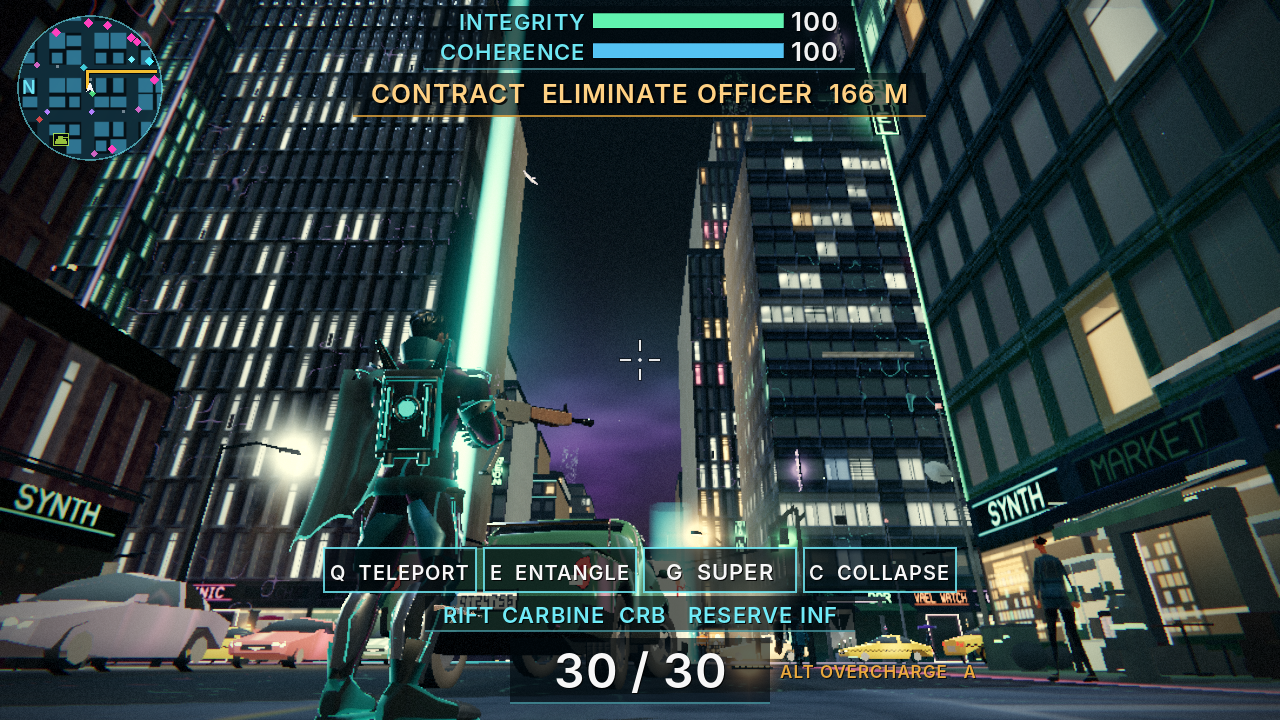 INTEGRITY 100
COHERENCE 100
CONTRACT ELIMINATE OFFICER 166 M
N
SYNTH
MARKET
SYNTH
Q TELEPORT
E ENTANGLE
G SUPER
C COLLAPSE
RIFT CARBINE CRB RESERVE INF
30 / 30
ALT OVERCHARGE A